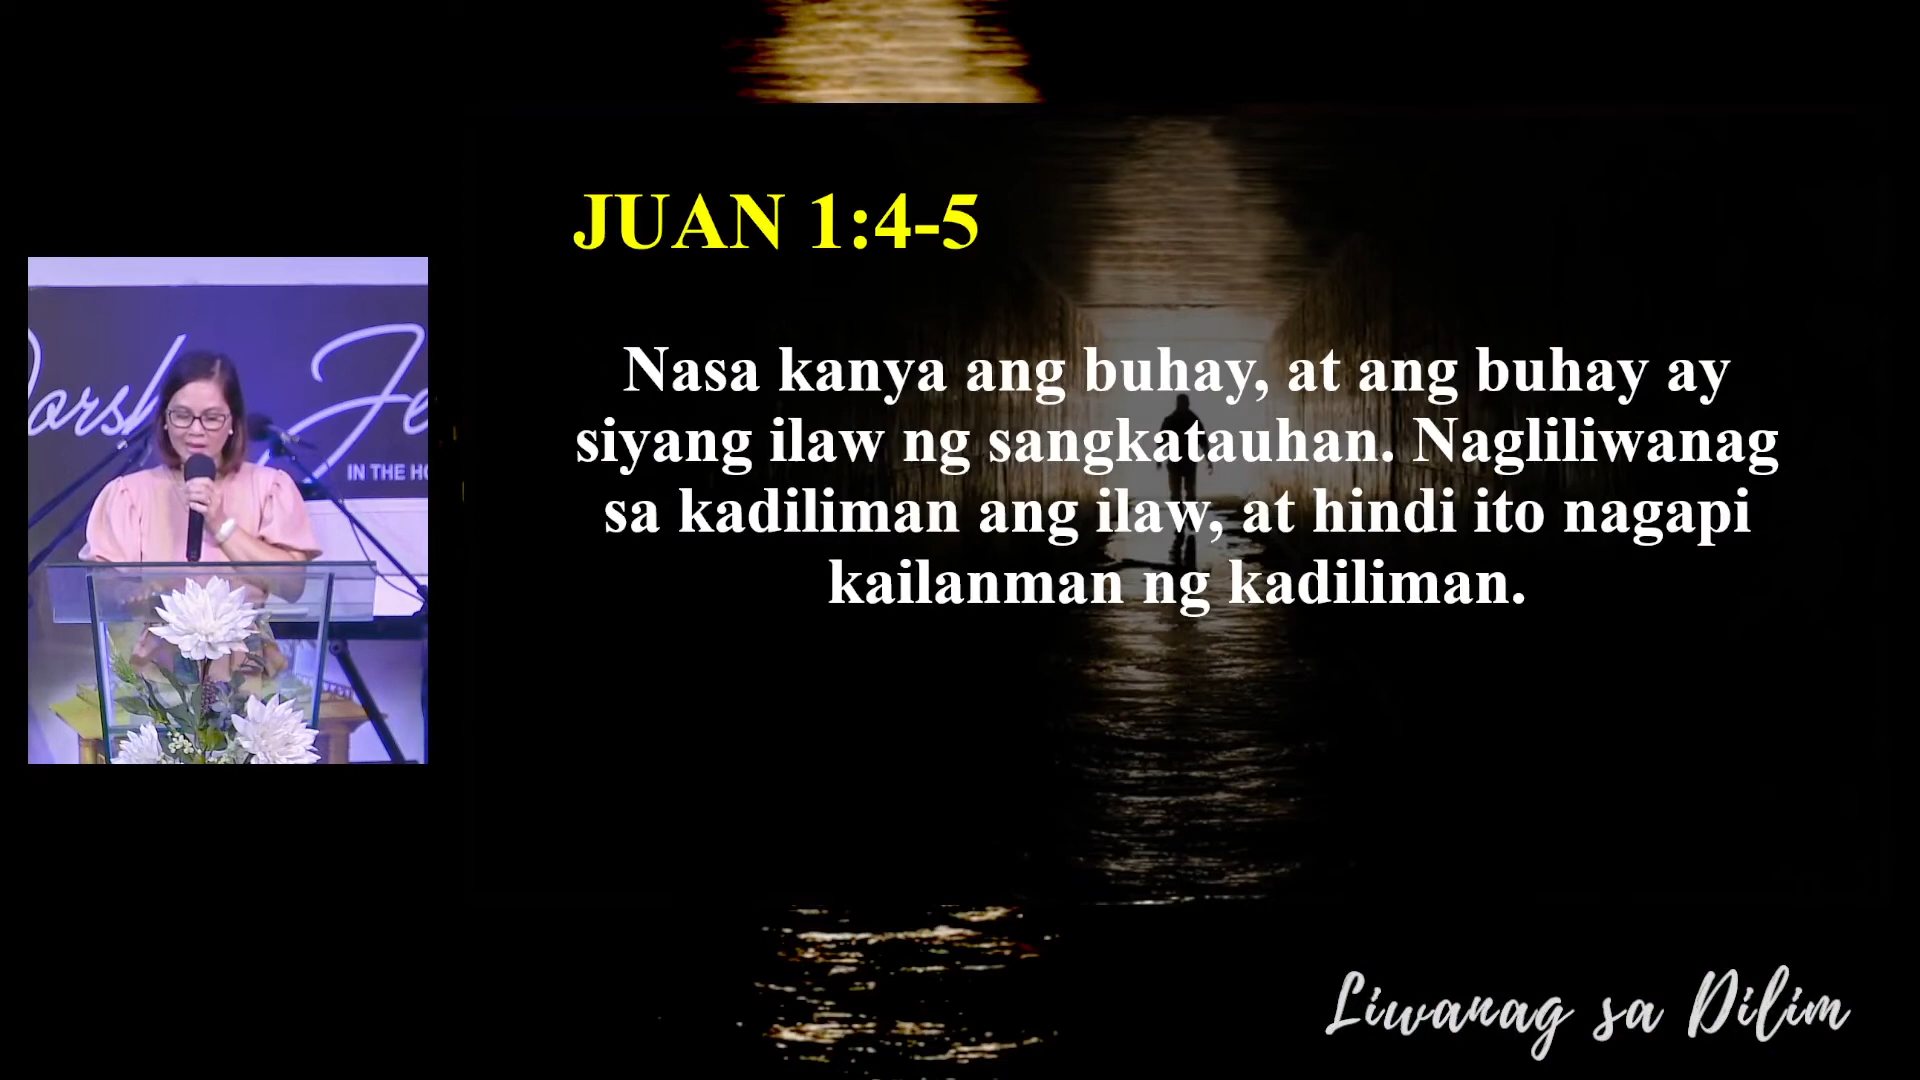 JUAN 1:4-5
Nasa kanya ang buhay, at ang buhay ay
siyang ilaw ng sangkatauhan. Nagliliwanag
sa kadiliman ang ilaw, at hindi ito nagapi
kailanman ng kadiliman.
IN THE
Liwanag sa Dilim